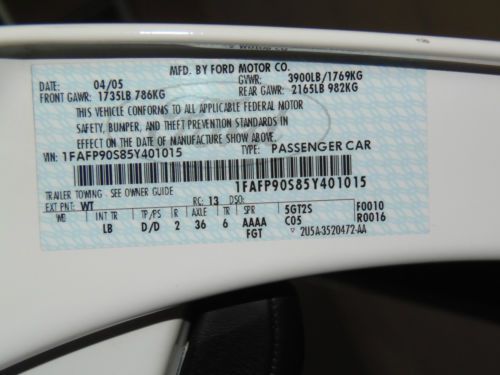 MFD. BY FORD MOTOR CO.
DATE: 04/05 GVWR: 3900LB/1769KG
FRONT GAWR: 1735LB 786KG REAR GAWR: 2165LB 982KG
THIS VEHICLE CONFORMS TO ALL APPLICABLE FEDERAL MOTOR
SAFETY, BUMPER, AND THEFT PREVENTION STANDARDS IN
EFFECT ON THE DATE OF MANUFACTURE SHOW ABOVE.
VIN: 1FAFP90S85Y401015 TYPE: PASSENGER CAR
1FAFP90S85Y401015
TRAILER TOWING - SEE OWNER GUIDE
EXT PNT: WT RC: 13 DSO:
WB INT TR TP/PS R AXLE TR SPR 5GT2S F0010
LB D/D 2 36 6 AAAA C05 R0016
FGT 2U5A-3520472-AA